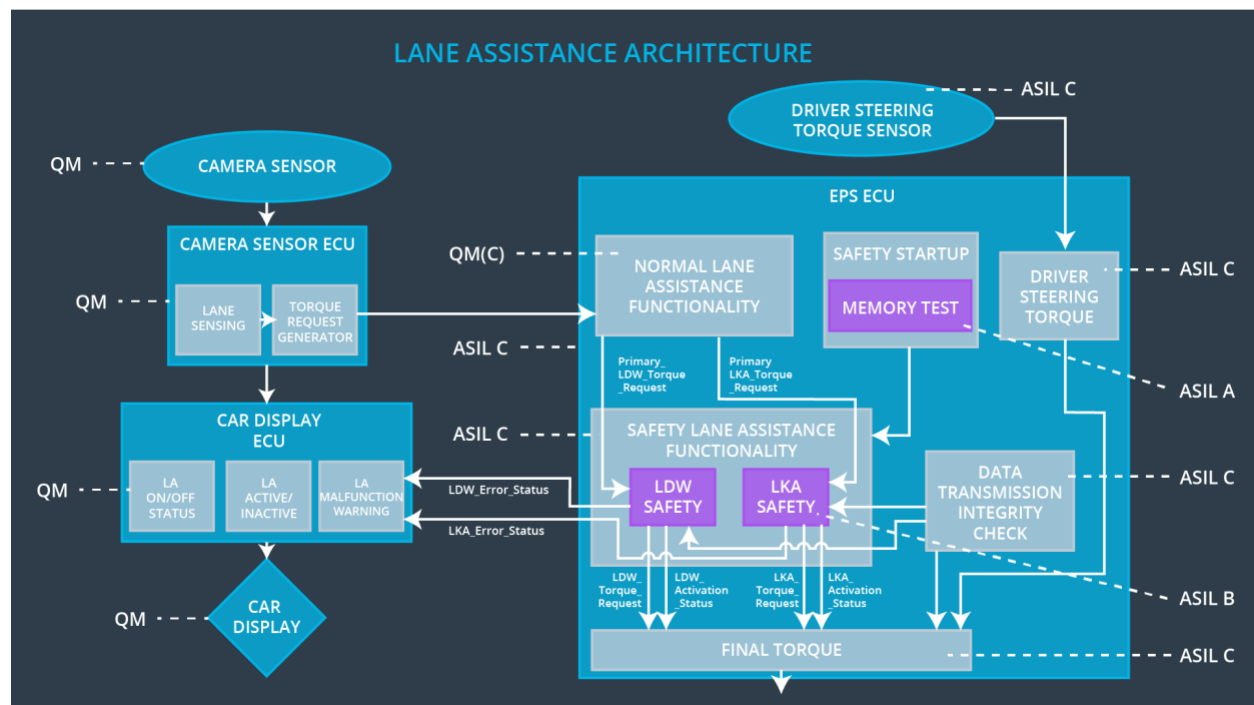 LANE ASSISTANCE ARCHITECTURE
ASIL C
DRIVER STEERING
TORQUE SENSOR
QM
CAMERA SENSOR
EPS ECU
CAMERA SENSOR ECU
QM(C)
NORMAL LANE
ASSISTANCE
FUNCTIONALITY
SAFETY STARTUP
MEMORY TEST
DRIVER
STEERING
TORQUE
ASIL C
QM
LANE
SENSING
TORQUE
REQUEST
GENERATOR
ASIL C
Primary_
LDW_Torque
_Request
Primary
LKA_Torque
_Request
ASIL A
CAR DISPLAY
ECU
ASIL C
SAFETY LANE ASSISTANCE
FUNCTIONALITY
QM
LA
ON/OFF
STATUS
LA
ACTIVE/
INACTIVE
LA
MALFUNCTION
WARNING
LDW_Error_Status
LKA_Error_Status
LDW
SAFETY
LKA
SAFETY
DATA
TRANSMISSION
INTEGRITY
CHECK
ASIL C
LDW_
Torque_
Request
LDW_
Activation
_Status
LKA_
Torque_
Request
LKA_
Activation
_Status
ASIL B
QM
CAR
DISPLAY
FINAL TORQUE
ASIL C